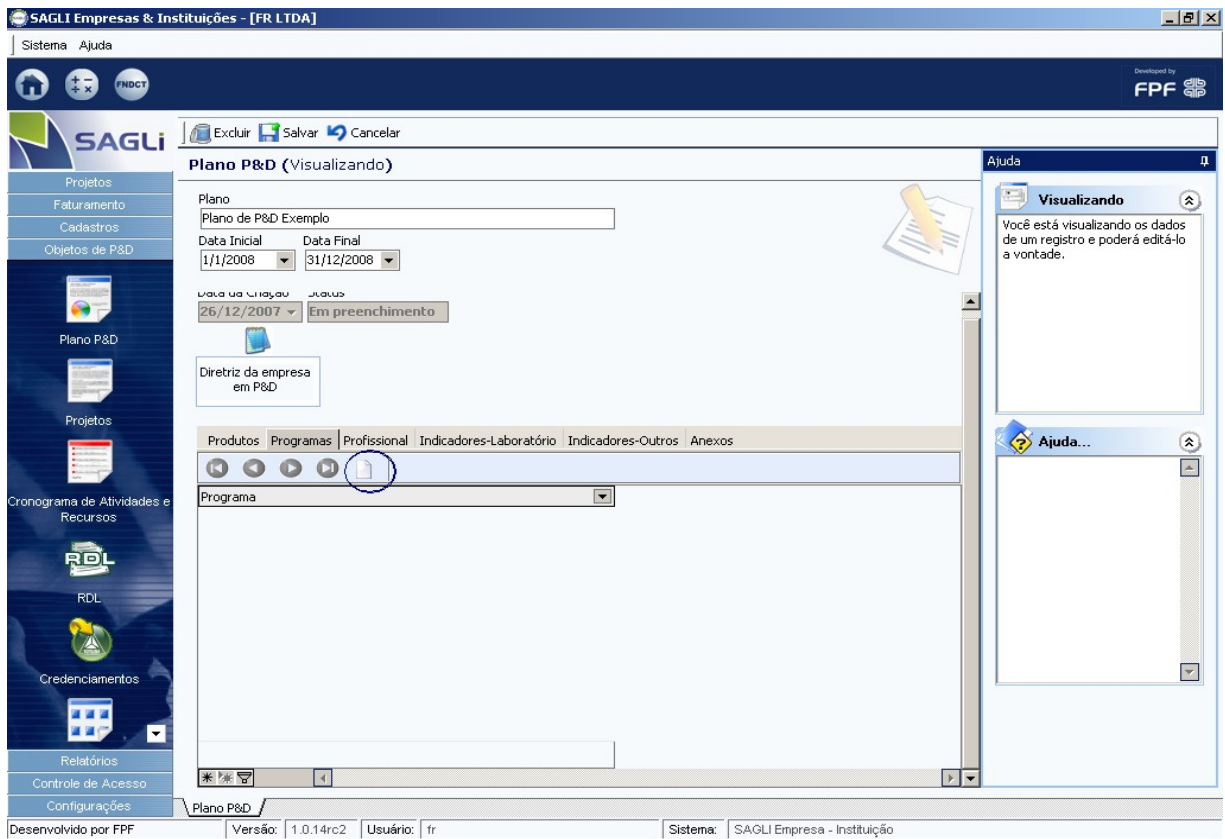 SAGLI Empresas & Instituições - [FR LTDA]
Sistema Ajuda
FNDCT
Developed by
FPF
SAGLi
Excluir Salvar Cancelar
Plano P&D (Visualizando)
Projetos
Faturamento
Cadastros
Objetos de P&D
Plano P&D
Projetos
Cronograma de Atividades e
Recursos
RDL
RDL
Credenciamentos
Relatórios
Controle de Acesso
Configurações
Plano
Plano de P&D Exemplo
Data Inicial Data Final
1/1/2008 31/12/2008
Data da Criação Status
26/12/2007 Em preenchimento
Diretriz da empresa
em P&D
Produtos Programas Profissional Indicadores-Laboratório Indicadores-Outros Anexos
Programa
Plano P&D
Ajuda
Visualizando
Você está visualizando os dados
de um registro e poderá editá-lo
a vontade.
Ajuda...
Desenvolvido por FPF Versão: 1.0.14rc2 Usuário: fr Sistema: SAGLI Empresa - Instituição